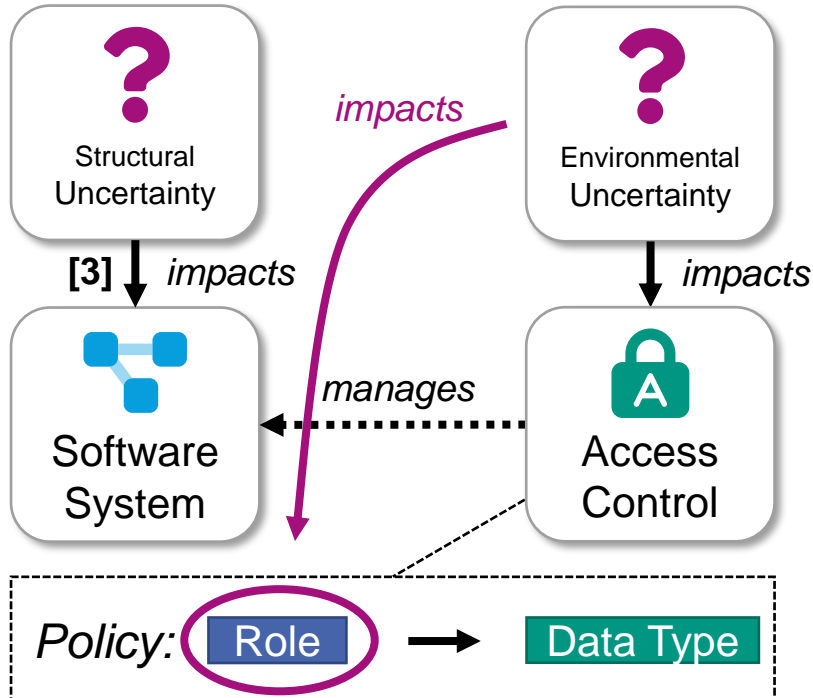 impacts
Structural
Uncertainty
Environmental
Uncertainty
[3] impacts
impacts
Software
System
manages
A
Access
Control
Policy: Role Data Type